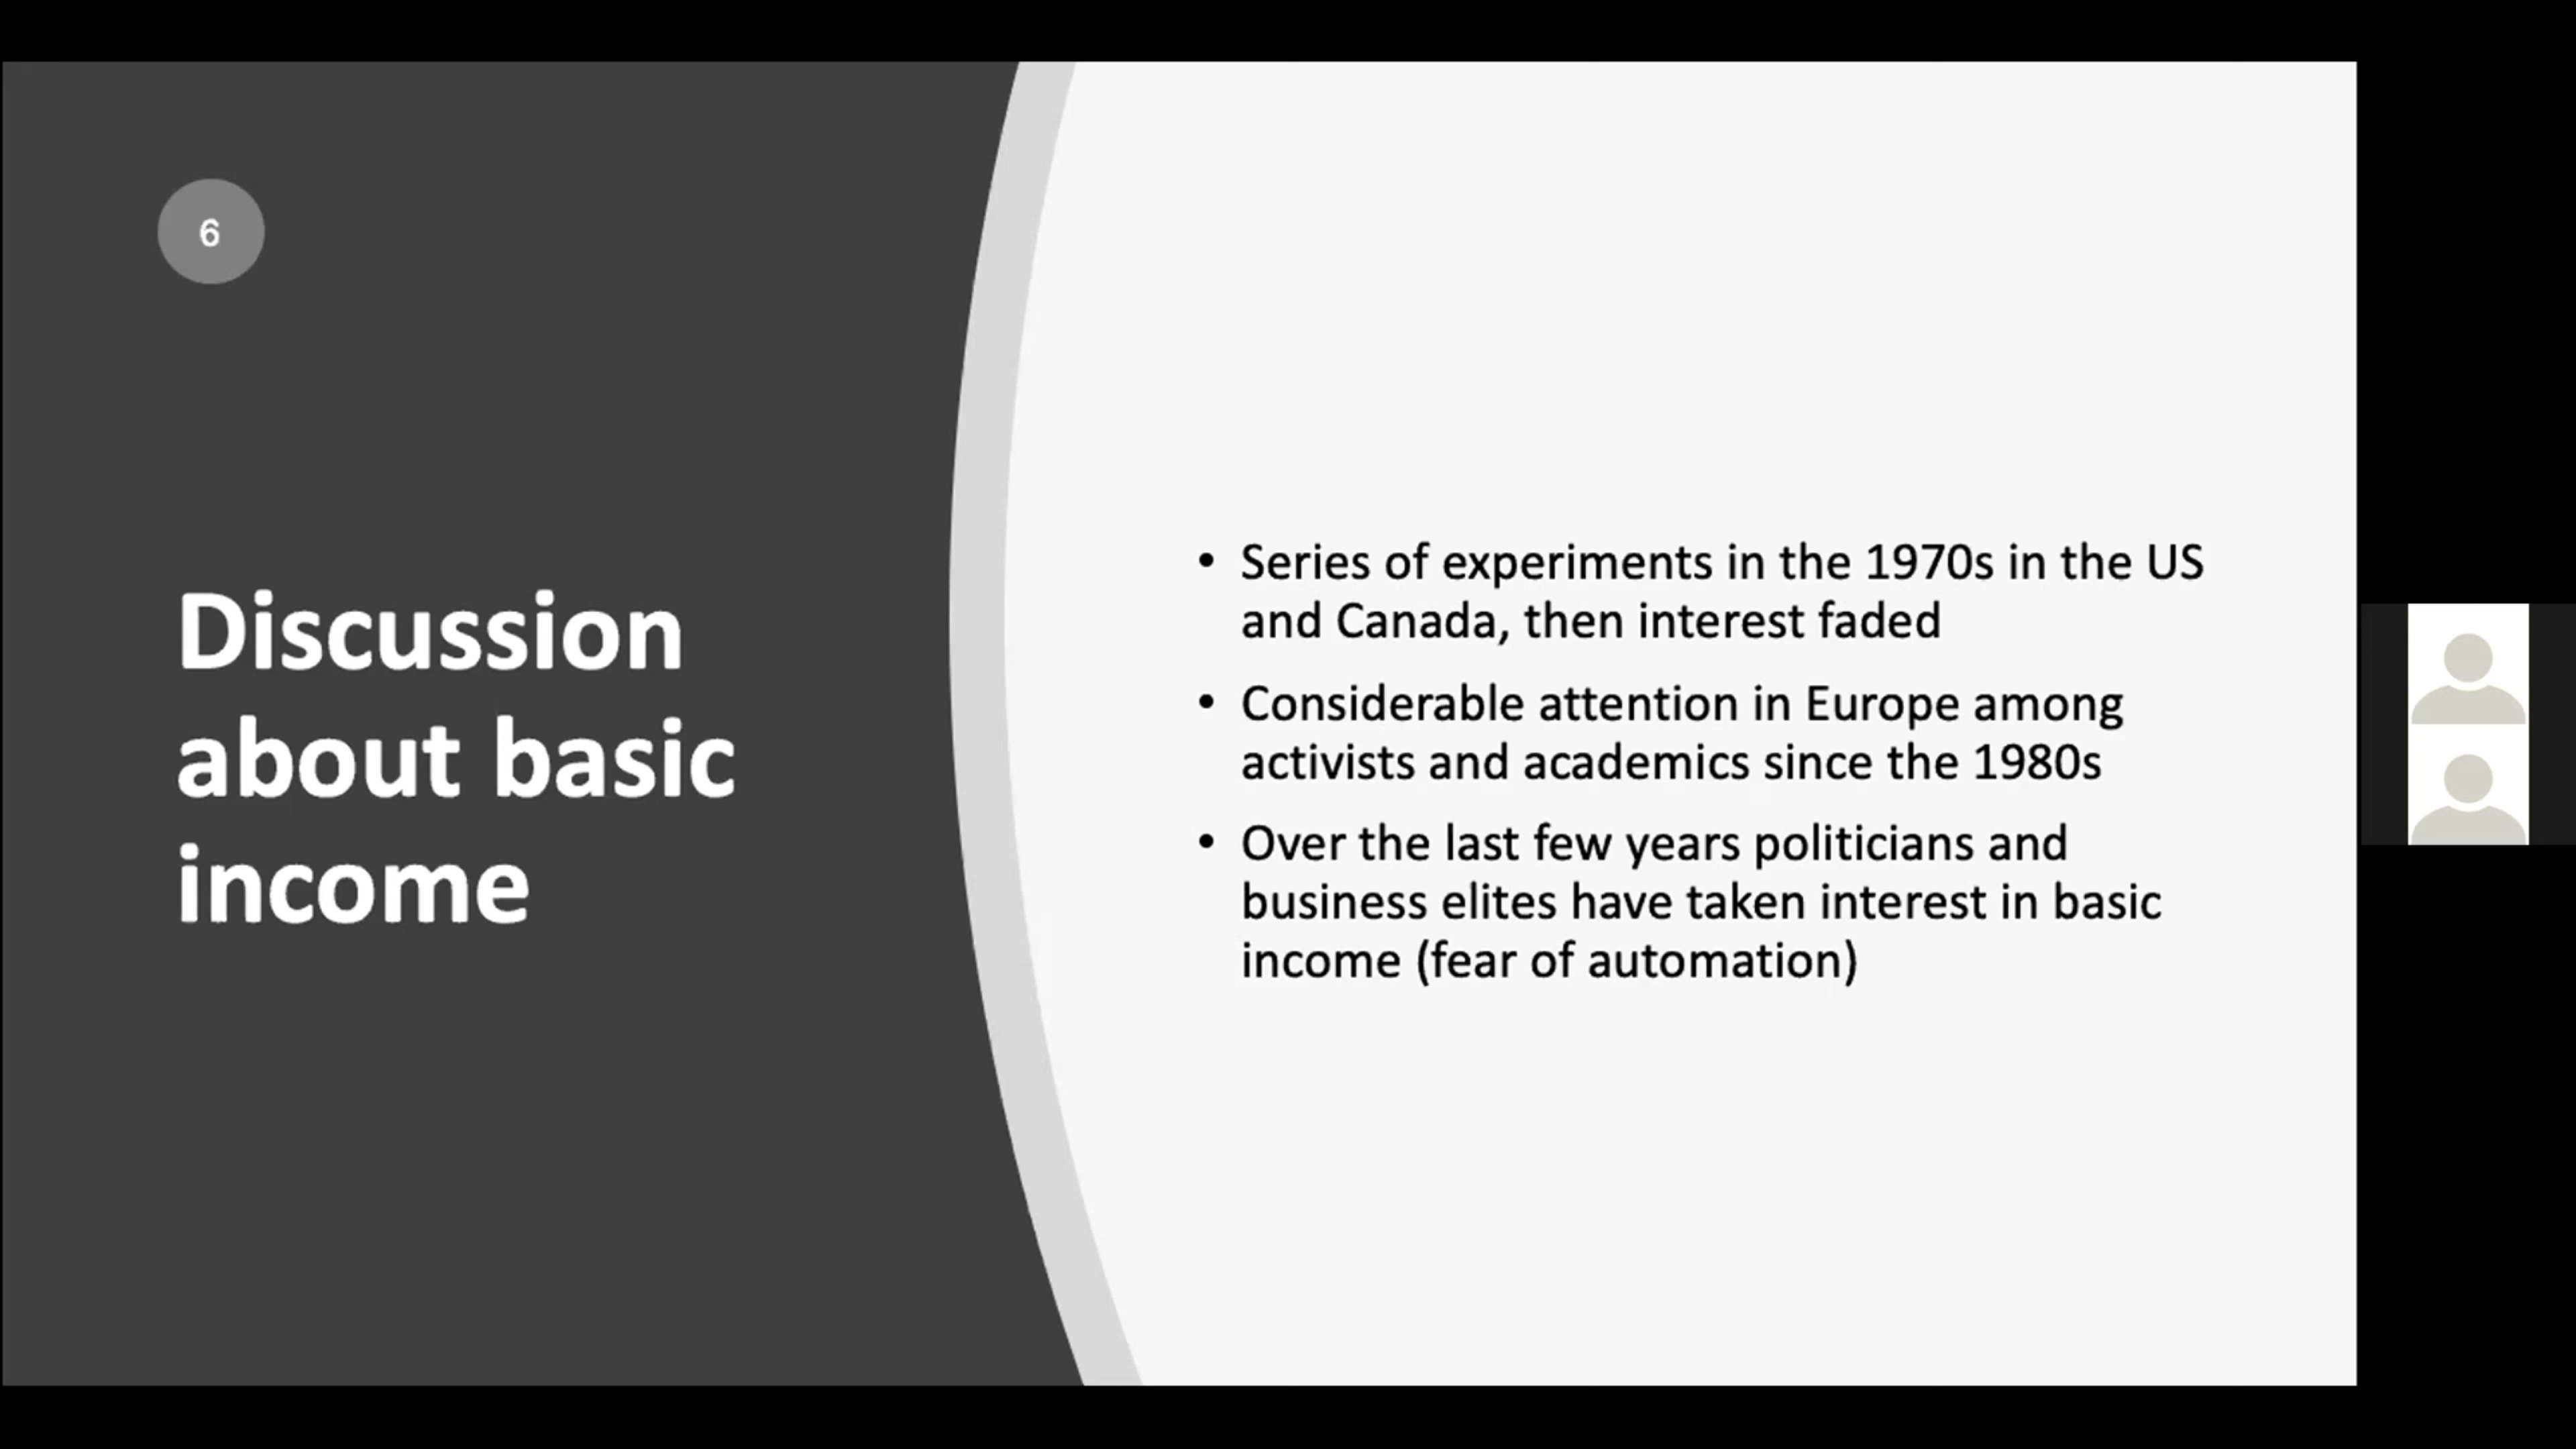 6
Discussion
about basic
income
• Series of experiments in the 1970s in the US
and Canada, then interest faded
• Considerable attention in Europe among
activists and academics since the 1980s
• Over the last few years politicians and
business elites have taken interest in basic
income (fear of automation)